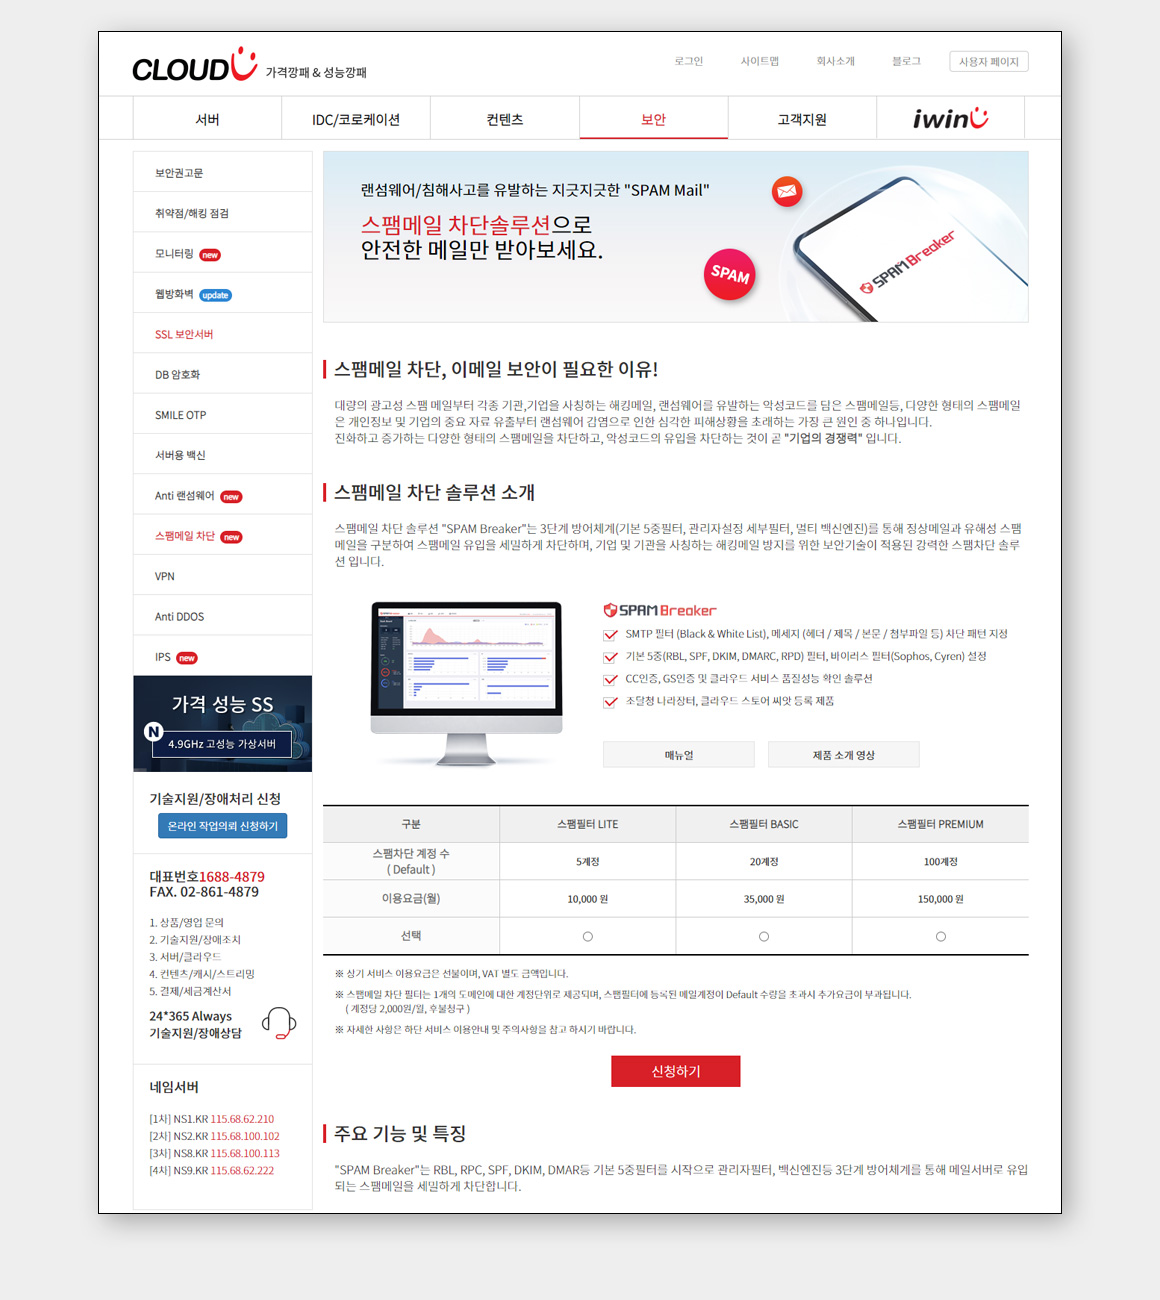 CLOUD 가격깡패 & 성능깡패
로그인 사이트맵 회사소개 블로그 사용자 페이지
서버 IDC/코로케이션 컨텐츠 보안 고객지원 iwin
보안권고문
취약점/해킹 점검
모니터링 new
웹방화벽 update
SSL 보안서버
DB 암호화
SMILE OTP
서버용 백신
Anti 랜섬웨어 new
스팸메일 차단 new
VPN
Anti DDOS
IPS new
가격 성능 SS
N
4.9GHz 고성능 가상서버
기술지원/장애처리 신청
온라인 작업의뢰 신청하기
대표번호1688-4879
FAX. 02-861-4879
1. 상품/영업 문의
2. 기술지원/장애조치
3. 서버/클라우드
4. 컨텐츠/캐시/스트리밍
5. 결제/세금계산서
24*365 Always
기술지원/장애상담
네임서버
[1차] NS1.KR 115.68.62.210
[2차] NS2.KR 115.68.100.102
[3차] NS8.KR 115.68.100.113
[4차] NS9.KR 115.68.62.222
랜섬웨어/침해사고를 유발하는 지긋지긋한 "SPAM Mail"
스팸메일 차단솔루션으로
안전한 메일만 받아보세요.
SPAM
SPAM Breaker
스팸메일 차단, 이메일 보안이 필요한 이유!
대량의 광고성 스팸 메일부터 각종 기관,기업을 사칭하는 해킹메일, 랜섬웨어를 유발하는 악성코드를 담은 스팸메일등, 다양한 형태의 스팸메일
은 개인정보 및 기업의 중요 자료 유출부터 랜섬웨어 감염으로 인한 심각한 피해상황을 초래하는 가장 큰 원인 중 하나입니다.
진화하고 증가하는 다양한 형태의 스팸메일을 차단하고, 악성코드의 유입을 차단하는 것이 곧 "기업의 경쟁력" 입니다.
스팸메일 차단 솔루션 소개
스팸메일 차단 솔루션 "SPAM Breaker"는 3단계 방어체계(기본 5중필터, 관리자설정 세부필터, 멀티 백신엔진)를 통해 정상메일과 유해성 스팸
메일을 구분하여 스팸메일 유입을 세밀하게 차단하며, 기업 및 기관을 사칭하는 해킹메일 방지를 위한 보안기술이 적용된 강력한 스팸차단 솔루
션 입니다.
SPAM Breaker
SMTP 필터 (Black & White List), 메세지 (헤더 / 제목 / 본문 / 첨부파일 등) 차단 패턴 지정
기본 5중(RBL, SPF, DKIM, DMARC, RPD) 필터, 바이러스 필터(Sophos, Cyren) 설정
CC인증, GS인증 및 클라우드 서비스 품질성능 확인 솔루션
조달청 나라장터, 클라우드 스토어 씨앗 등록 제품
매뉴얼 제품 소개 영상
구분 스팸필터 LITE 스팸필터 BASIC 스팸필터 PREMIUM
스팸차단 계정 수
( Default )
5계정 20계정 100계정
이용요금(월) 10,000 원 35,000 원 150,000 원
선택
※ 상기 서비스 이용요금은 선불이며, VAT 별도 금액입니다.
※ 스팸메일 차단 필터는 1개의 도메인에 대한 계정단위로 제공되며, 스팸필터에 등록된 메일계정이 Default 수량을 초과시 추가요금이 부과됩니다.
( 계정당 2,000원/월, 후불청구 )
※ 자세한 사항은 하단 서비스 이용안내 및 주의사항을 참고 하시기 바랍니다.
신청하기
주요 기능 및 특징
"SPAM Breaker"는 RBL, RPC, SPF, DKIM, DMAR등 기본 5중필터를 시작으로 관리자필터, 백신엔진등 3단계 방어체계를 통해 메일서버로 유입
되는 스팸메일을 세밀하게 차단합니다.